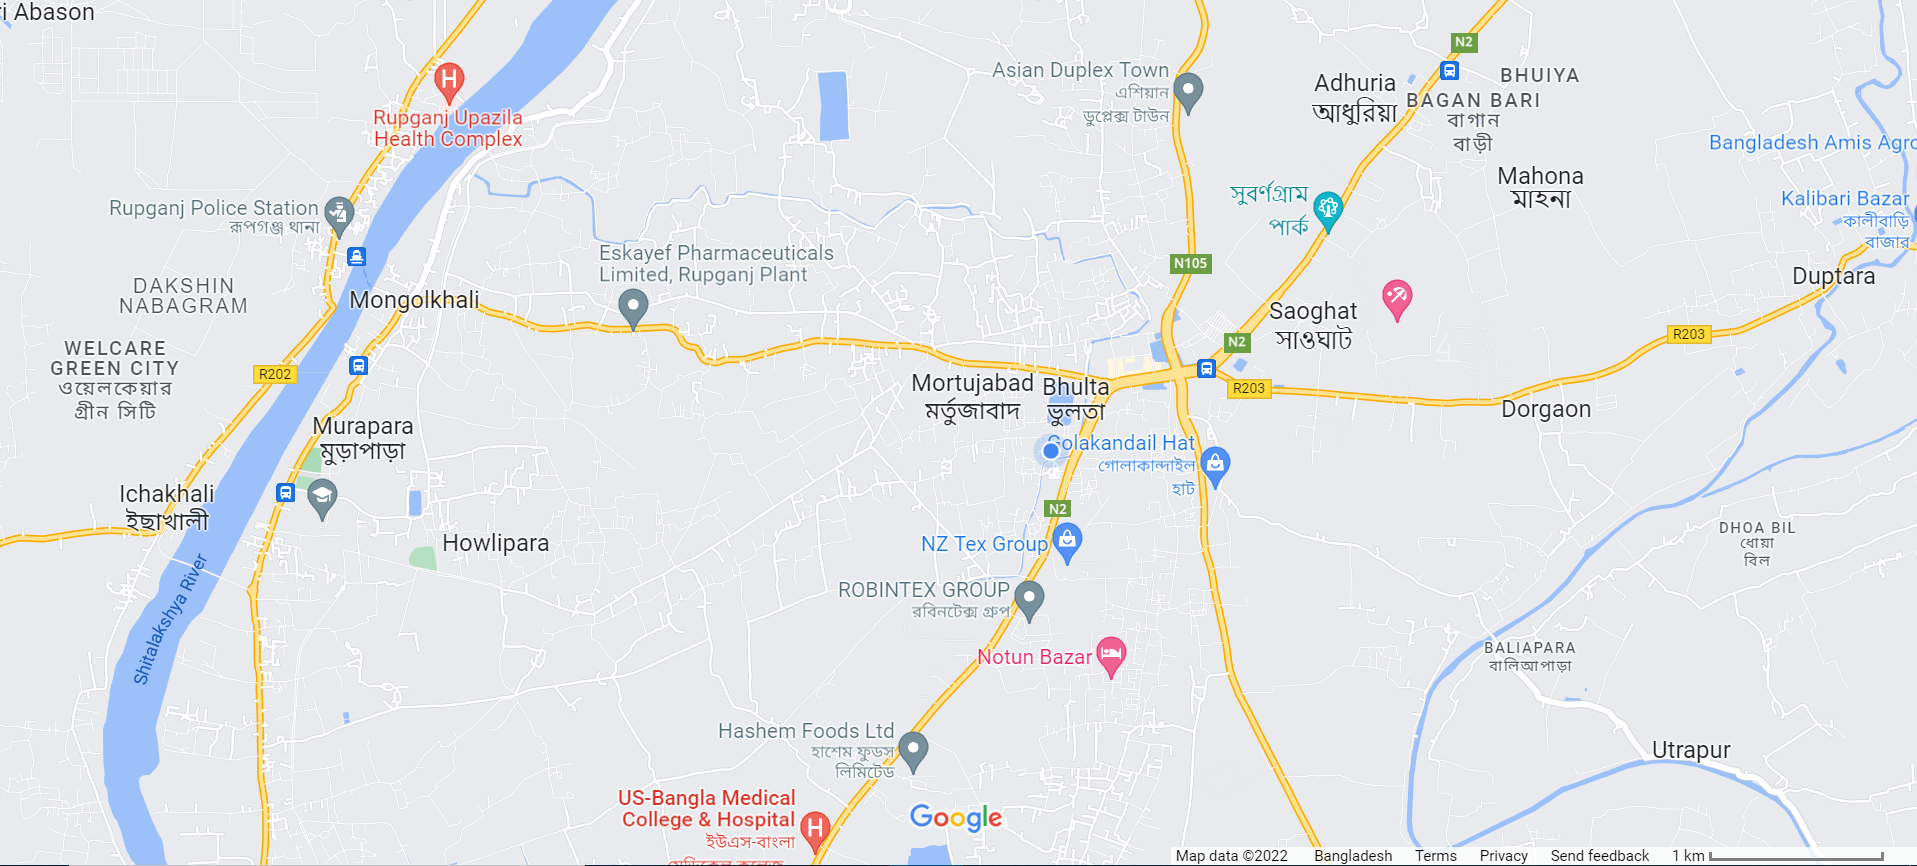 ri Abason
N2
Asian Duplex Town
এশিয়ান
ডুপ্লেক্স টাউন
Adhuria
আধুরিয়া
BHUIYA
BAGAN BARI
বাগান
বাড়ী
H
Rupganj Upazila
Health Complex
Bangladesh Amis Agro
Mahona
মাহনা
সুবর্ণগ্রাম
পার্ক
Kalibari Bazar
কালীবাড়ি
বাজার
Rupganj Police Station
রূপগঞ্জ থানা
Eskayef Pharmaceuticals
Limited, Rupganj Plant
N105
Duptara
DAKSHIN
NABAGRAM
Mongolkhali
Saoghat
সাওঘাট
R203
N2
WELCARE
GREEN CITY
ওয়েলকেয়ার
গ্রীন সিটি
R202
R203
Mortujabad
মর্তুজাবাদ
Bhulta
ভুলতা
Dorgaon
Murapara
মুড়াপাড়া
Golakandail Hat
গোলাকান্দাইল
হাট
Ichakhali
ইছাখালী
N2
Howlipara
NZ Tex Group
DHOA BIL
ধোয়া
বিল
ROBINTEX GROUP
রবিনটেক্স গ্রুপ
Shitalakshya River
Notun Bazar
BALIAPARA
বালিআপাড়া
Hashem Foods Ltd
হাশেম ফুডস
লিমিটেড
Utrapur
US-Bangla Medical
College & Hospital
ইউএস-বাংলা
মেডিকেল কলেজ
H
Google
Map data ©2022 Bangladesh Terms Privacy Send feedback 1 km